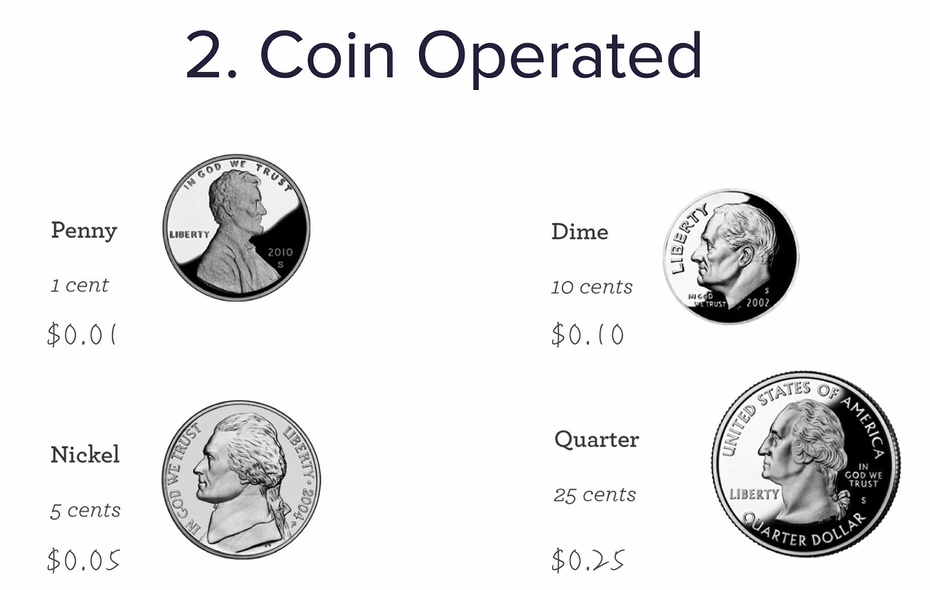 2. Coin Operated
Penny
1 cent
$0.01
IN GOD WE TRUST
LIBERTY
2010
S
Dime
10 cents
$0.10
LIBERTY
IN GOD
WE TRUST
S
2002
Nickel
5 cents
$0.05
IN GOD WE TRUST
LIBERTY • 2004
Quarter
25 cents
$0.25
UNITED STATES OF AMERICA
LIBERTY
IN
GOD WE
TRUST
S
QUARTER DOLLAR